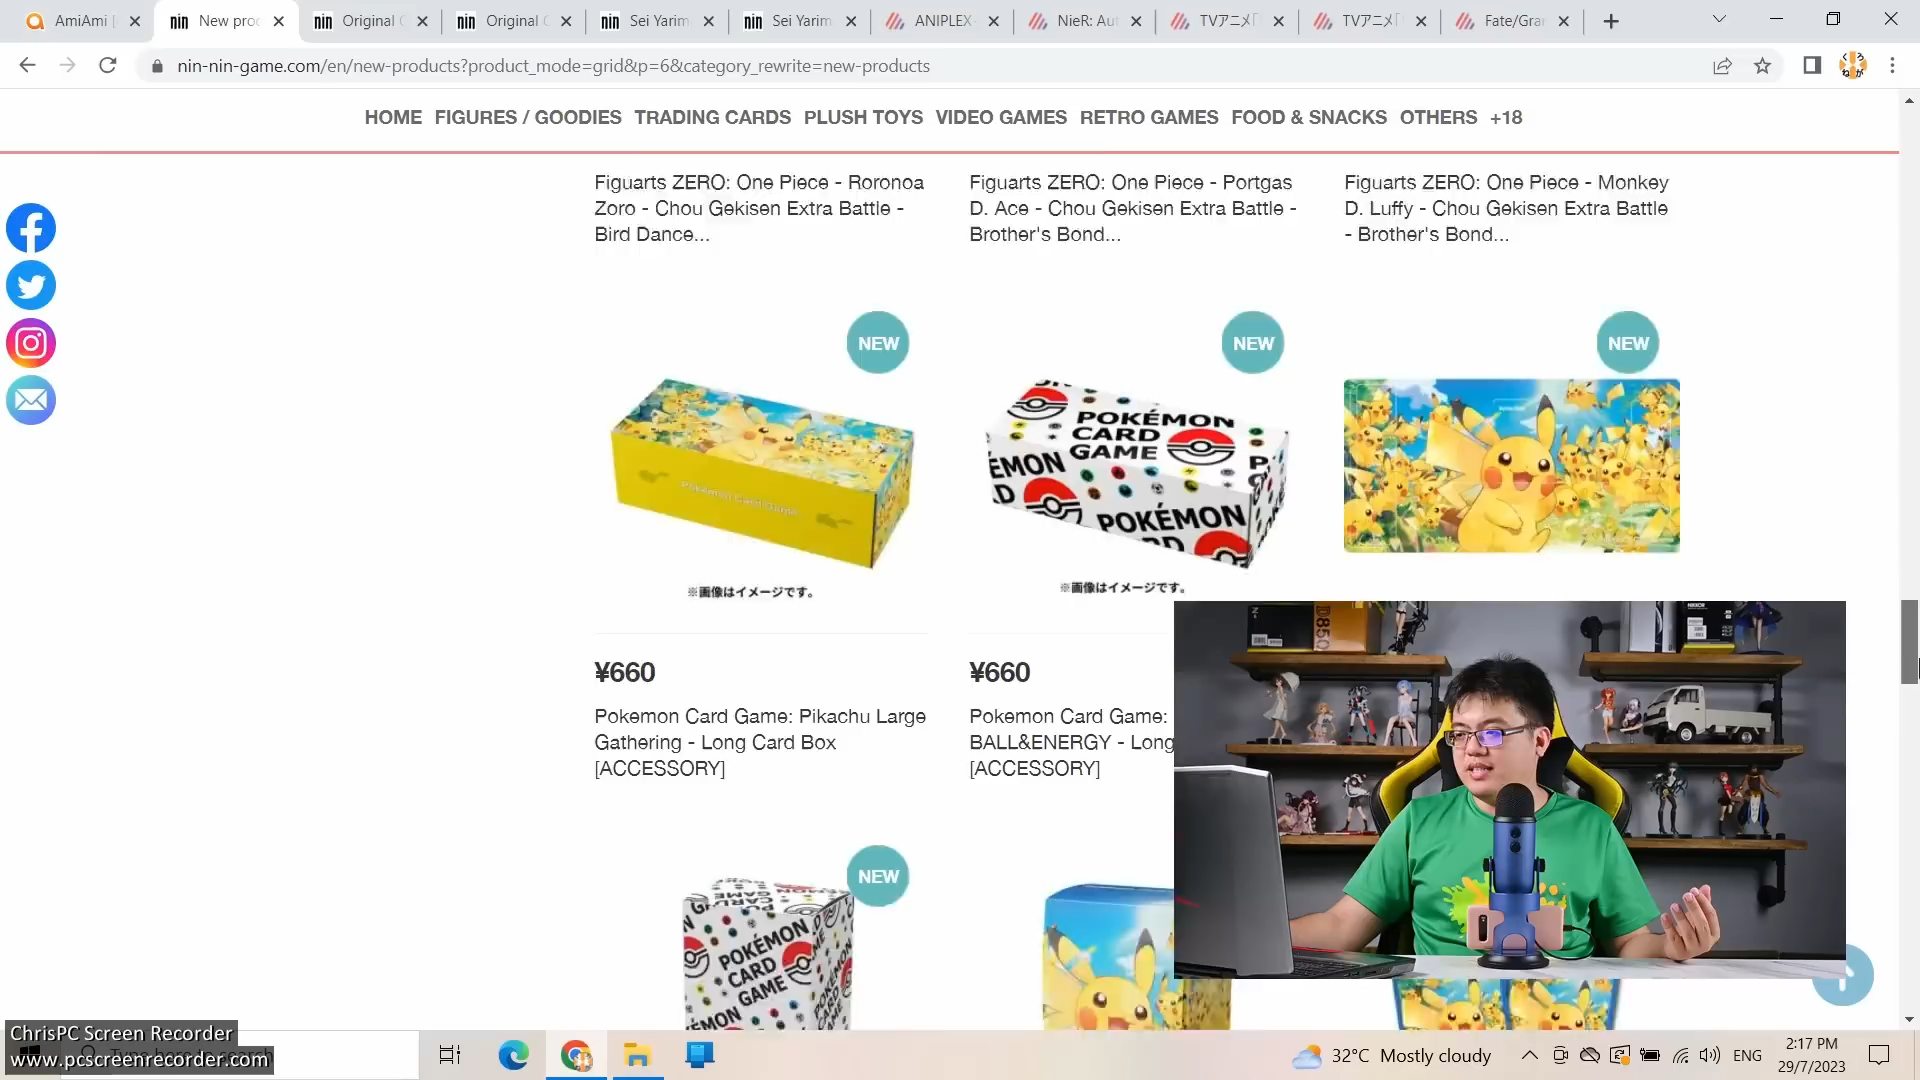 AmiAmi [
New pro
Original
Original
Sei Yarim
Sei Yarim
ANIPLEX
NieR: Au
TVアニメ
TVアニメ
Fate/Gra
nin-nin-game.com/en/new-products?product_mode=grid&p=6&category_rewrite=new-products
HOME FIGURES / GOODIES TRADING CARDS PLUSH TOYS VIDEO GAMES RETRO GAMES FOOD & SNACKS OTHERS +18
Figuarts ZERO: One Piece - Roronoa
Zoro - Chou Gekisen Extra Battle -
Bird Dance...
Figuarts ZERO: One Piece - Portgas
D. Ace - Chou Gekisen Extra Battle -
Brother's Bond...
Figuarts ZERO: One Piece - Monkey
D. Luffy - Chou Gekisen Extra Battle
- Brother's Bond...
NEW
NEW
NEW
Pokémon Card Game
POKÉMON
CARD
GAME
POKÉMON
※画像はイメージです。
※画像はイメージです。
D850
¥660
Pokemon Card Game: Pikachu Large
Gathering - Long Card Box
[ACCESSORY]
¥660
Pokemon Card Game:
BALL&ENERGY - Long
[ACCESSORY]
NEW
POKÉMON
CARD
GAME
ChrisPC Screen Recorder
www.pcscreenrecorder.com
32°C Mostly cloudy
ENG
2:17 PM
29/7/2023